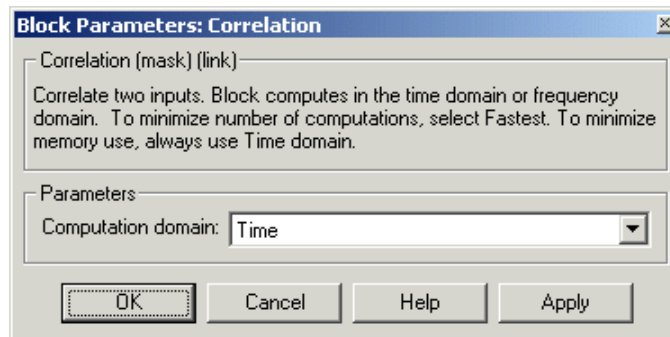 Block Parameters: Correlation
Correlation (mask) (link)
Correlate two inputs. Block computes in the time domain or frequency
domain. To minimize number of computations, select Fastest. To minimize
memory use, always use Time domain.
Parameters
Computation domain: Time
OK Cancel Help Apply